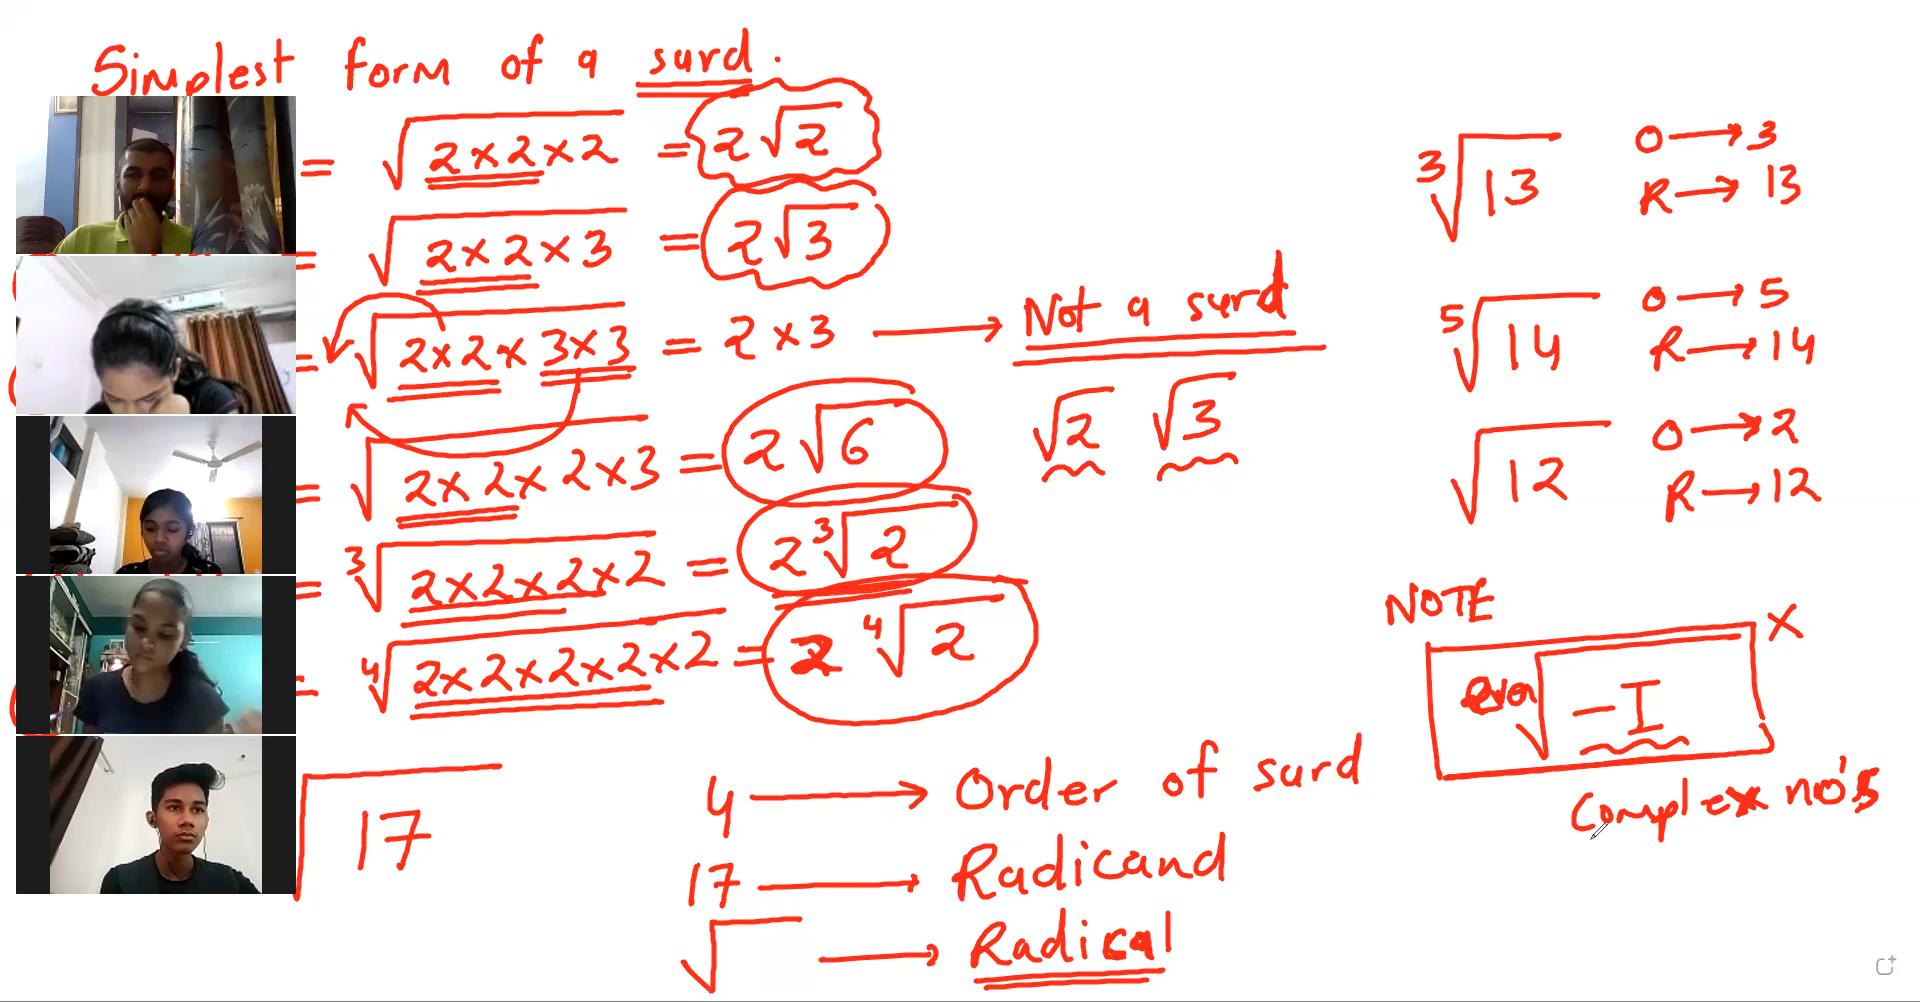 Simplest form of a surd.
= √2×2×2 = 2√2
= √2×2×3 = 2√3
= √2×2×3×3 = 2×3 → Not a surd
√2 √3
= √2×2×2×3 = 2√6
= ³√2×2×2×2 = 2³√2
= ⁴√2×2×2×2×2 = 2⁴√2
√17
4 → Order of surd
17 → Radicand
√ → Radical
³√13 O → 3
R → 13
⁵√14 O → 5
R → 14
√12 O → 2
R → 12
NOTE
even√-I ×
Complex no's